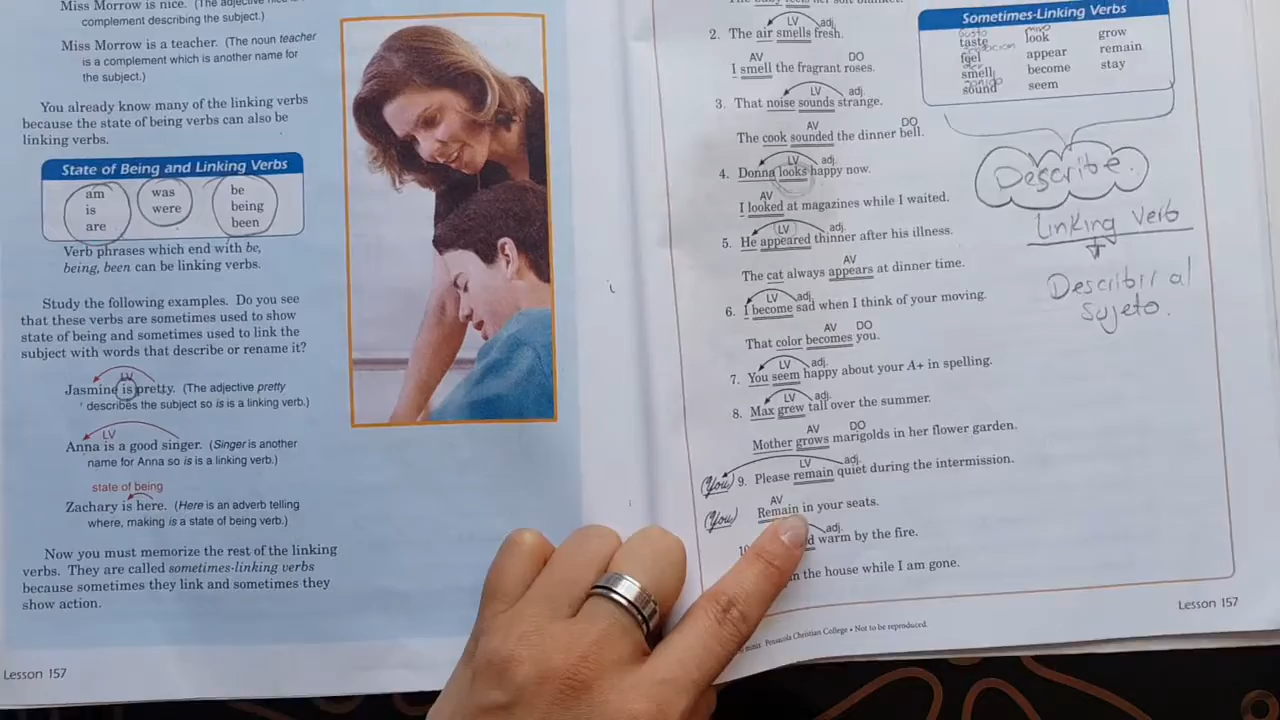 Miss Morrow is nice. (The adjective nice is a
complement describing the subject.)
Miss Morrow is a teacher. (The noun teacher
is a complement which is another name for
the subject.)
You already know many of the linking verbs
because the state of being verbs can also be
linking verbs.
State of Being and Linking Verbs
am was be
is were being
are been
Verb phrases which end with be,
being, been can be linking verbs.
Study the following examples. Do you see
that these verbs are sometimes used to show
state of being and sometimes used to link the
subject with words that describe or rename it?
LV
Jasmine is pretty. (The adjective pretty
describes the subject so is is a linking verb.)
LV
Anna is a good singer. (Singer is another
name for Anna so is is a linking verb.)
state of being
Zachary is here. (Here is an adverb telling
where, making is a state of being verb.)
Now you must memorize the rest of the linking
verbs. They are called sometimes-linking verbs
because sometimes they link and sometimes they
show action.
Lesson 157
her soft blanket.
LV adj.
2. The air smells fresh.
AV DO
I smell the fragrant roses.
LV adj.
3. That noise sounds strange.
AV DO
The cook sounded the dinner bell.
LV adj.
4. Donna looks happy now.
AV
I looked at magazines while I waited.
LV adj.
5. He appeared thinner after his illness.
AV
The cat always appears at dinner time.
LV adj.
6. I become sad when I think of your moving.
AV DO
That color becomes you.
LV adj.
7. You seem happy about your A+ in spelling.
LV adj.
8. Max grew tall over the summer.
AV DO
Mother grows marigolds in her flower garden.
LV adj.
(You) 9. Please remain quiet during the intermission.
AV
(You) Remain in your seats.
adj.
10 warm by the fire.
in the house while I am gone.
Pensacola Christian College • Not to be reproduced.
Lesson 157
Sometimes-Linking Verbs
gusto miro
taste look grow
feel appear remain
smell become stay
sonido
sound seem
Describe.
Linking Verb
Describir al
sujeto.